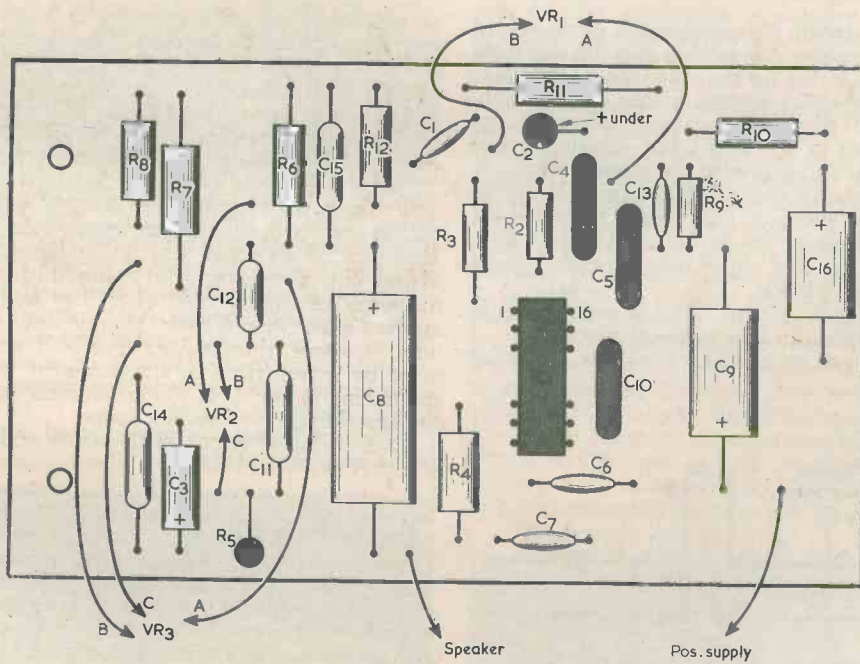 VR1
B A
R11
+ under
C1
C2
R10
R8
R7
R6
C15
R12
C4
C13
R9
R3
R2
C5
C16
+
C12
+
1 16
C9
C8
C10
A B
VR2
C
C14
C11
C3
+
R4
+
C6
R5
C7
C A
B
VR3
Speaker
Pos. supply